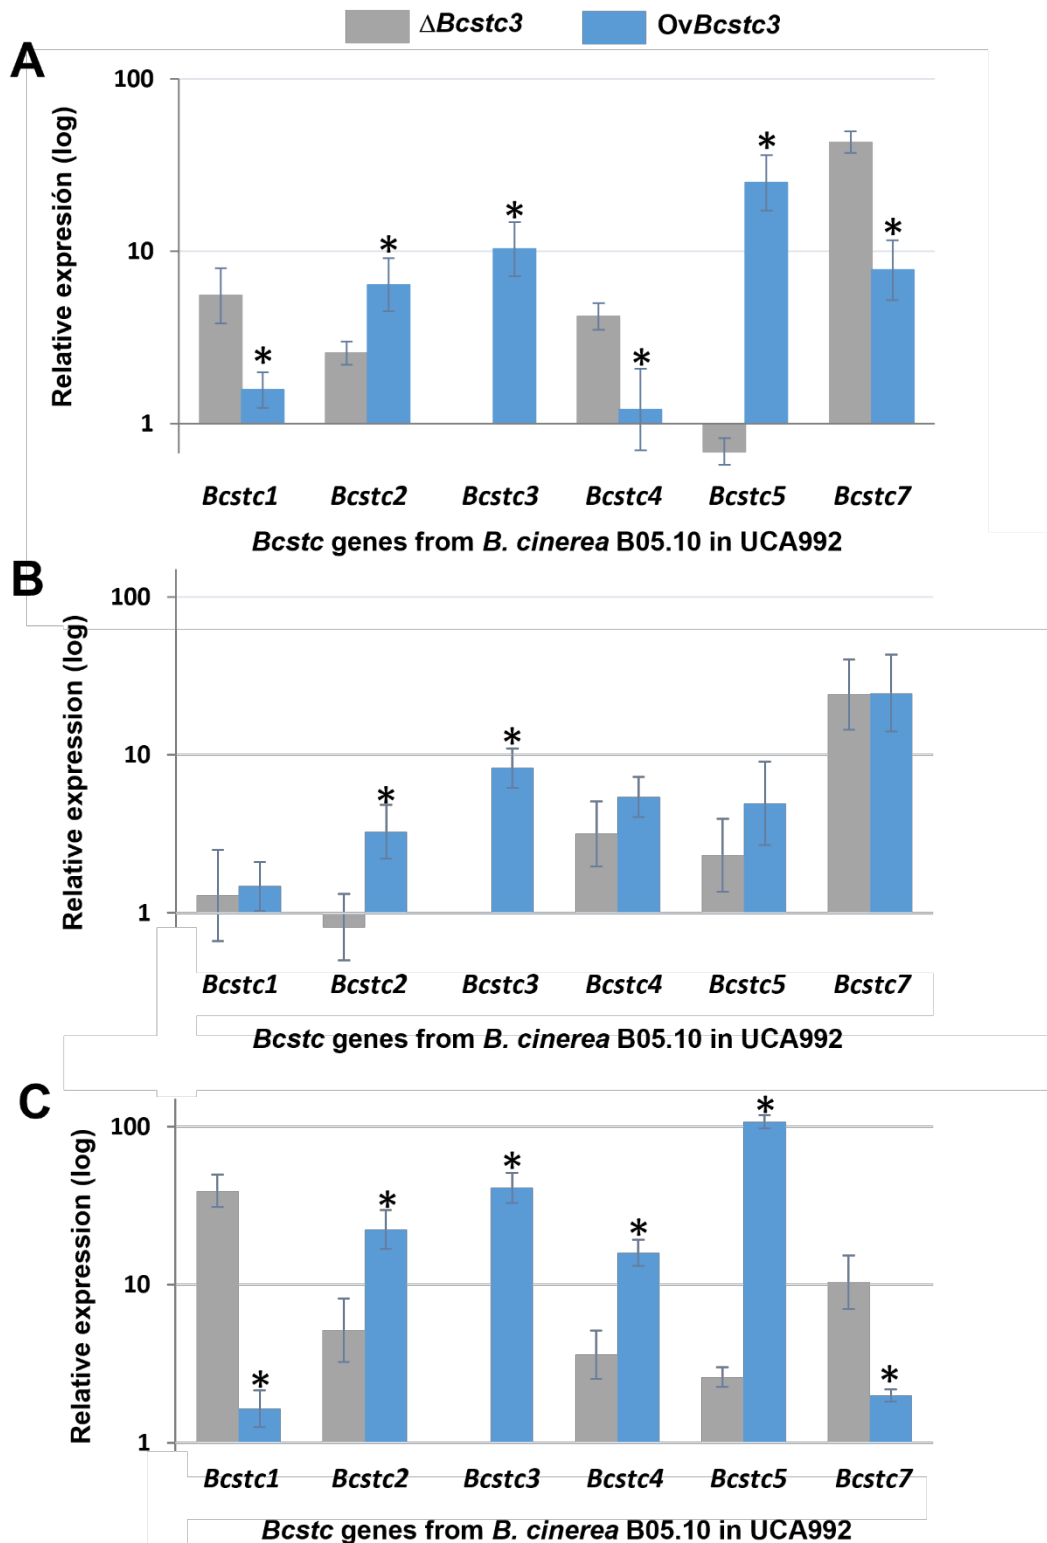 ΔBcstc3 OvBcstc3
A
Relative expresión (log)
100
10
1
*
*
*
*
*
*
Bcstc1 Bcstc2 Bcstc3 Bcstc4 Bcstc5 Bcstc7
Bcstc genes from B. cinerea B05.10 in UCA992
B
Relative expression (log)
100
10
1
*
*
Bcstc1 Bcstc2 Bcstc3 Bcstc4 Bcstc5 Bcstc7
Bcstc genes from B. cinerea B05.10 in UCA992
C
Relative expression (log)
100
10
1
*
*
*
*
*
*
Bcstc1 Bcstc2 Bcstc3 Bcstc4 Bcstc5 Bcstc7
Bcstc genes from B. cinerea B05.10 in UCA992